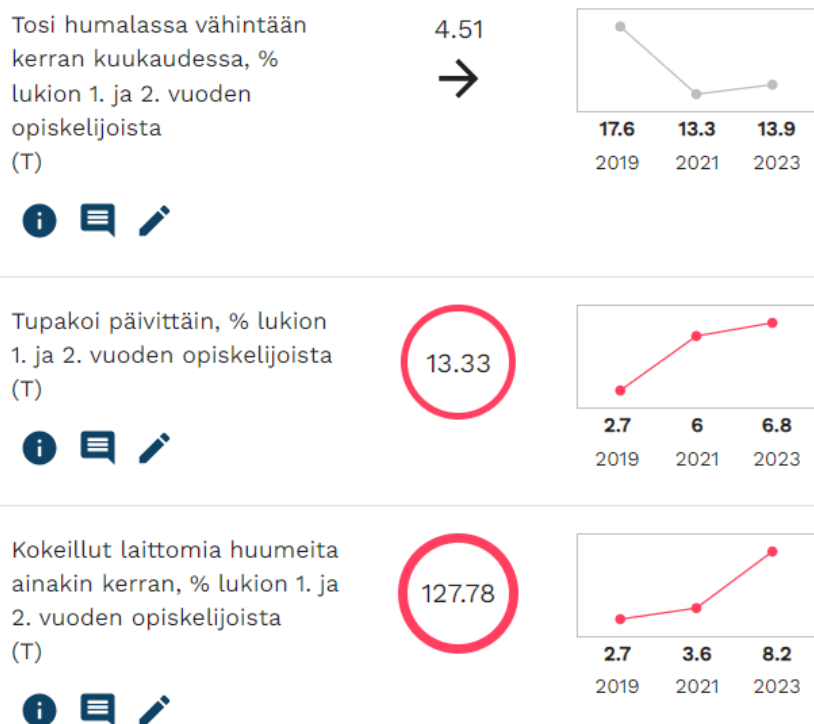 Tosi humalassa vähintään
kerran kuukaudessa, %
lukion 1. ja 2. vuoden
opiskelijoista
(T)
4.51
17.6 13.3 13.9
2019 2021 2023
Tupakoi päivittäin, % lukion
1. ja 2. vuoden opiskelijoista
(T)
13.33
2.7 6 6.8
2019 2021 2023
Kokeillut laittomia huumeita
ainakin kerran, % lukion 1. ja
2. vuoden opiskelijoista
(T)
127.78
2.7 3.6 8.2
2019 2021 2023